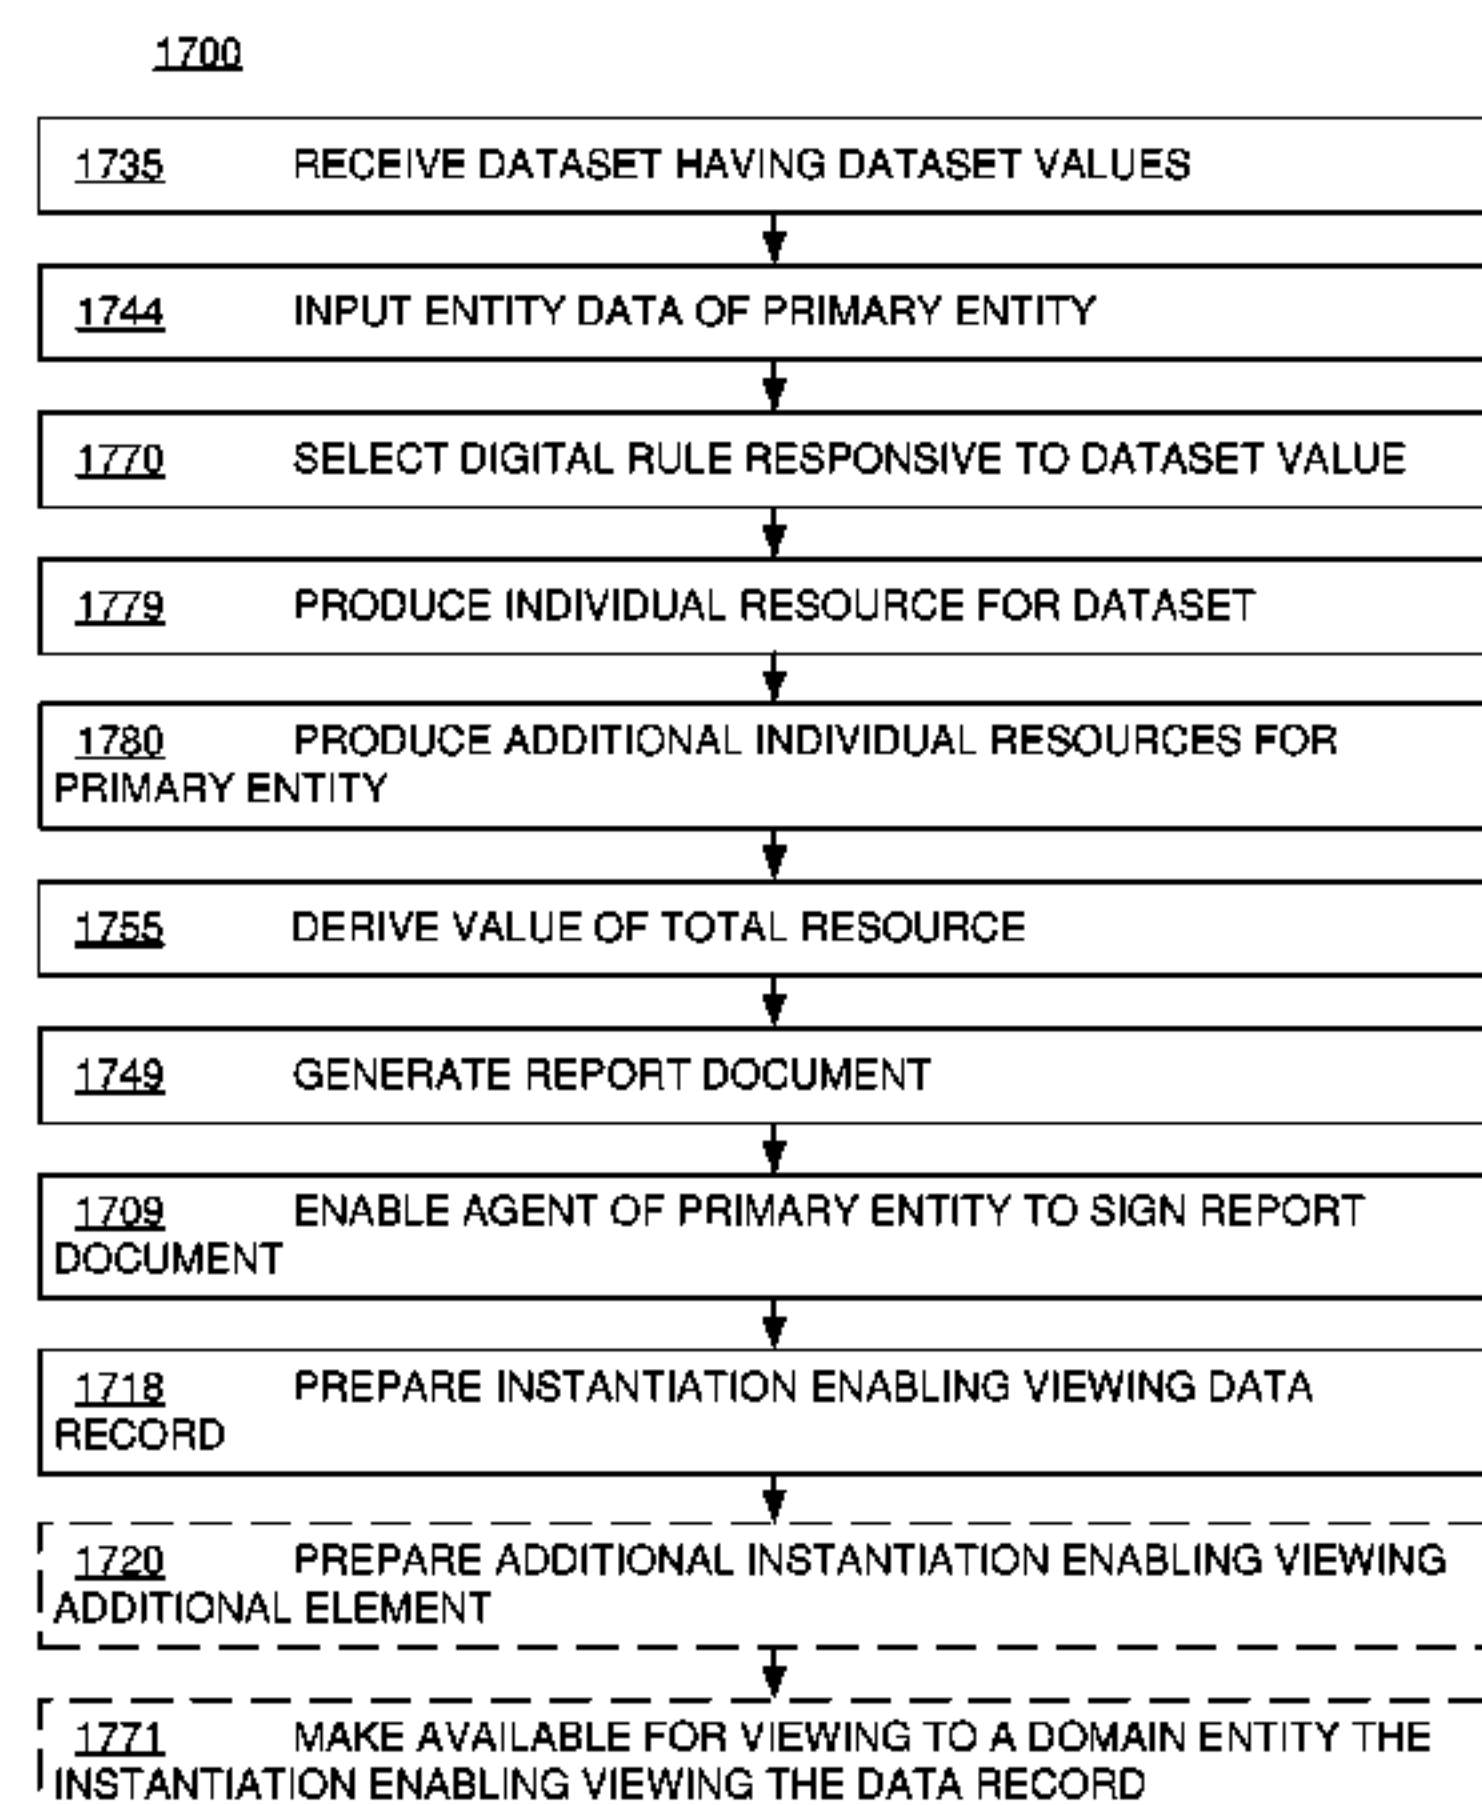 1700
1735 RECEIVE DATASET HAVING DATASET VALUES
1744 INPUT ENTITY DATA OF PRIMARY ENTITY
1770 SELECT DIGITAL RULE RESPONSIVE TO DATASET VALUE
1779 PRODUCE INDIVIDUAL RESOURCE FOR DATASET
1780 PRODUCE ADDITIONAL INDIVIDUAL RESOURCES FOR
PRIMARY ENTITY
1755 DERIVE VALUE OF TOTAL RESOURCE
1749 GENERATE REPORT DOCUMENT
1709 ENABLE AGENT OF PRIMARY ENTITY TO SIGN REPORT
DOCUMENT
1718 PREPARE INSTANTIATION ENABLING VIEWING DATA
RECORD
1720 PREPARE ADDITIONAL INSTANTIATION ENABLING VIEWING
ADDITIONAL ELEMENT
1771 MAKE AVAILABLE FOR VIEWING TO A DOMAIN ENTITY THE
INSTANTIATION ENABLING VIEWING THE DATA RECORD